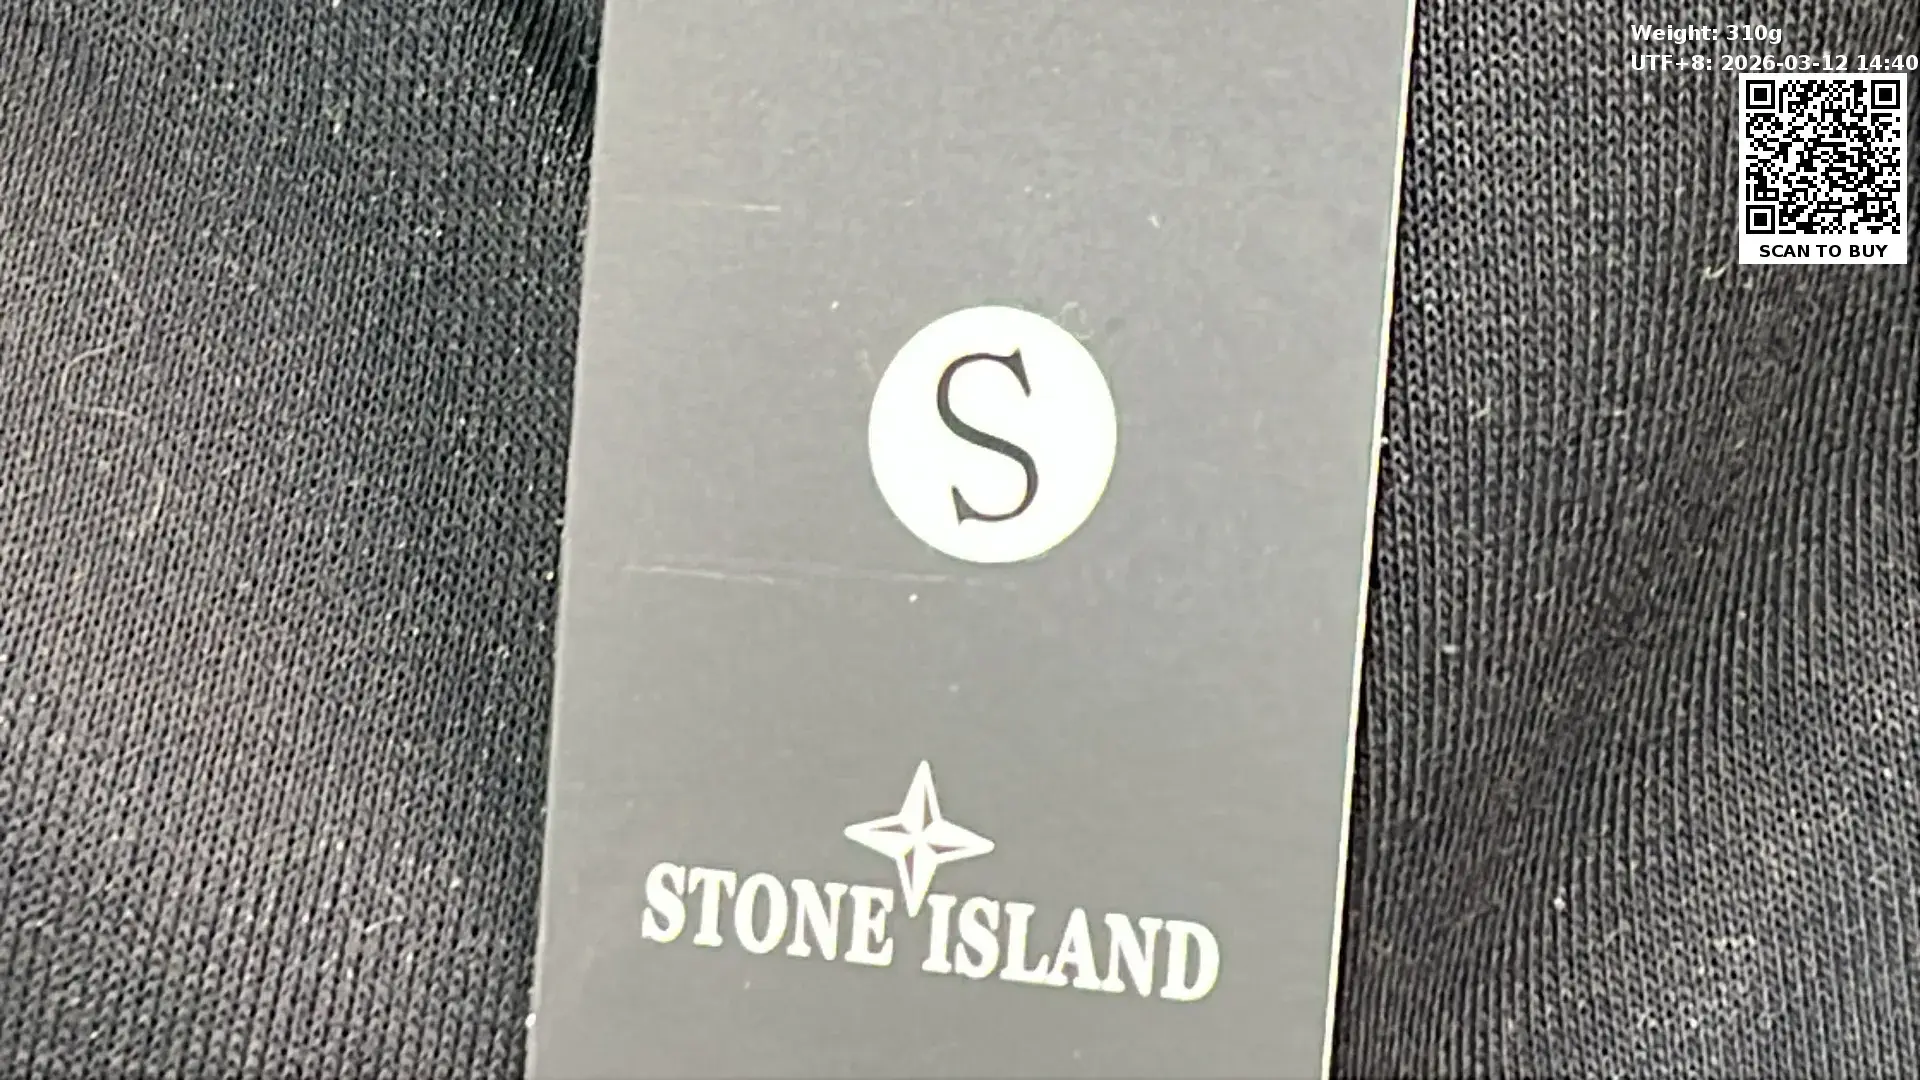 Weight: 310g
UTF+8: 2026-03-12 14:40
SCAN TO BUY
S
STONE ISLAND